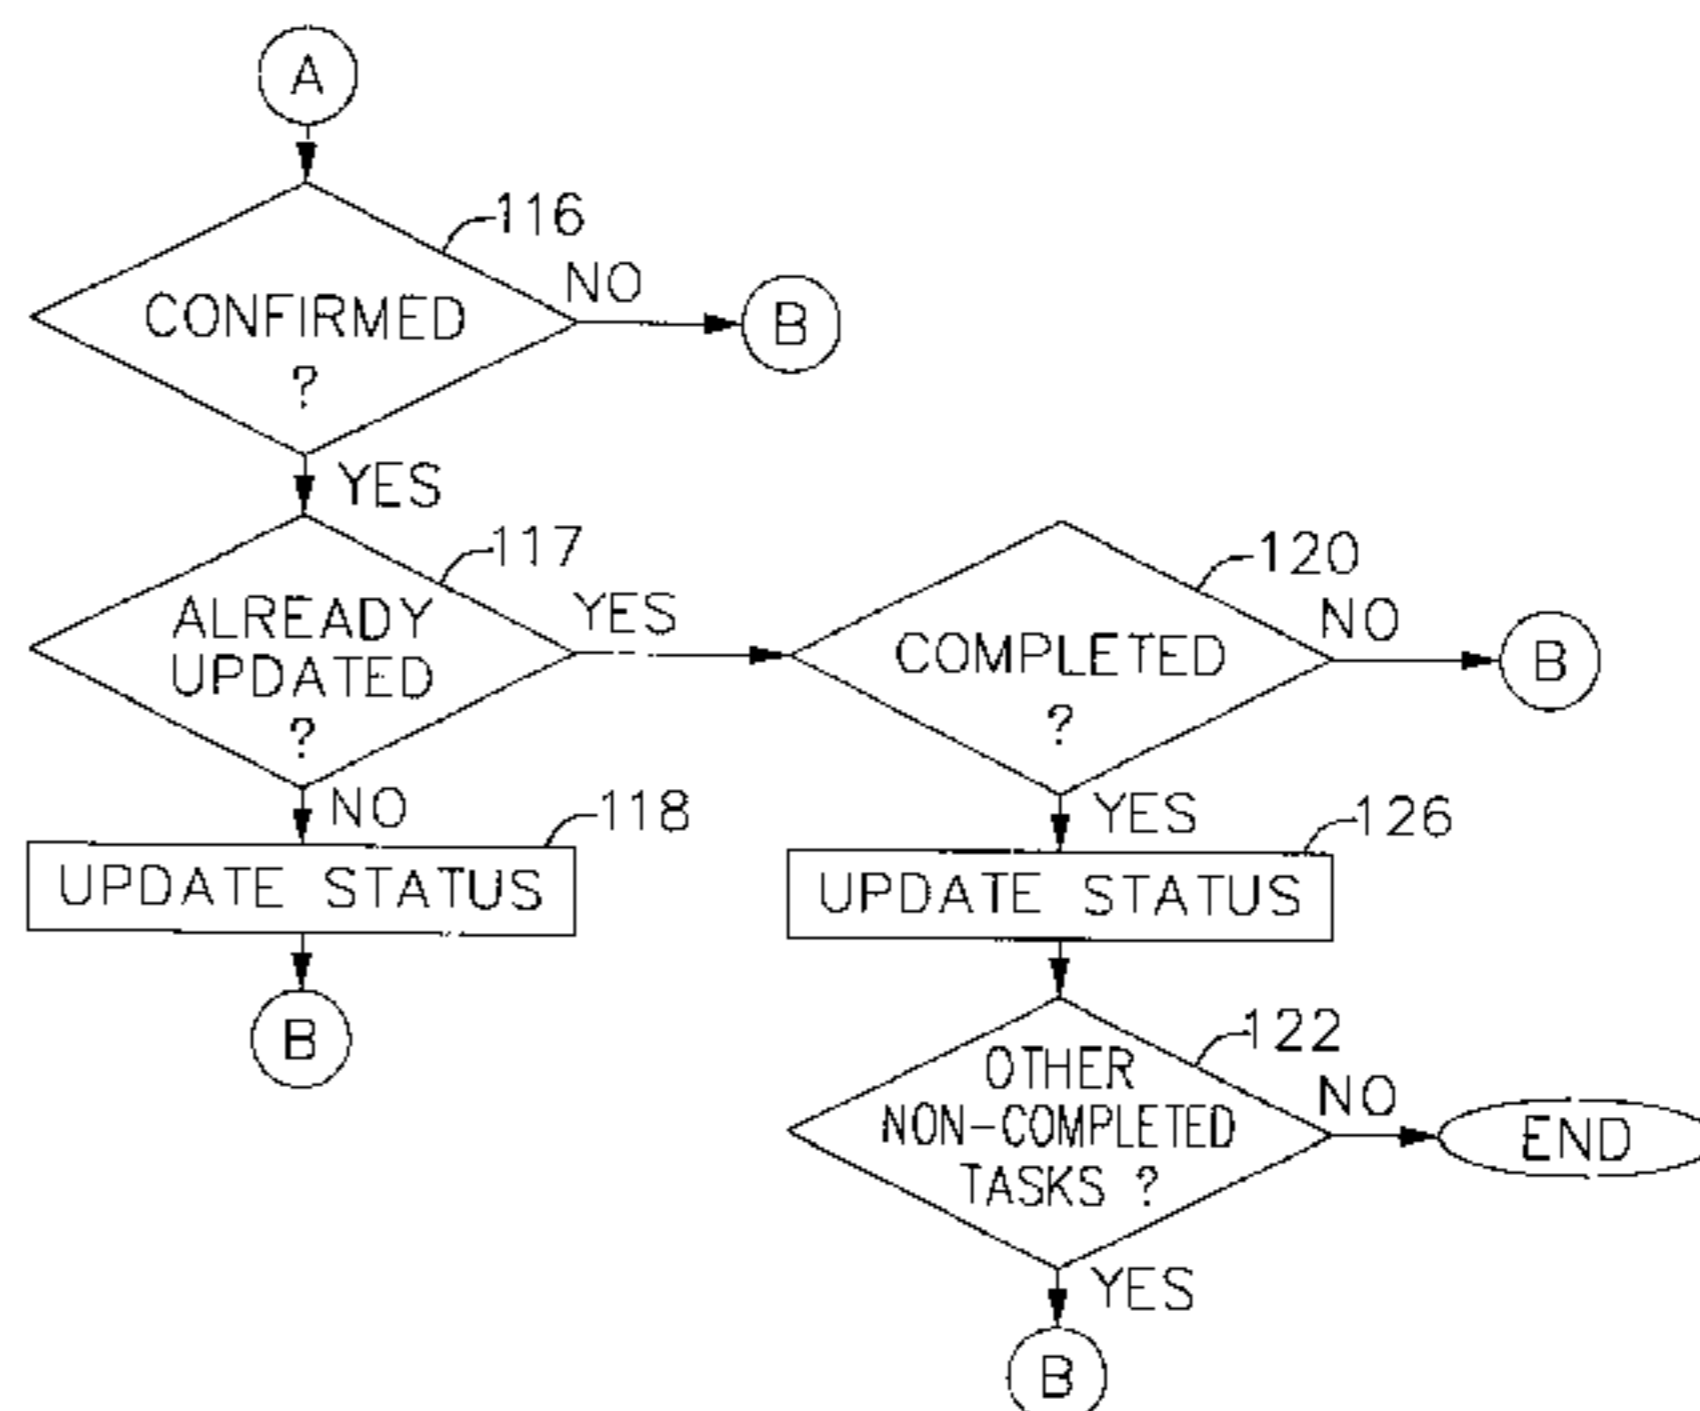 A
116
CONFIRMED
?
NO
B
YES
117
ALREADY
UPDATED
?
YES
120
COMPLETED
?
NO
B
NO
118
UPDATE STATUS
B
YES
126
UPDATE STATUS
122
OTHER
NON-COMPLETED
TASKS ?
NO
END
YES
B